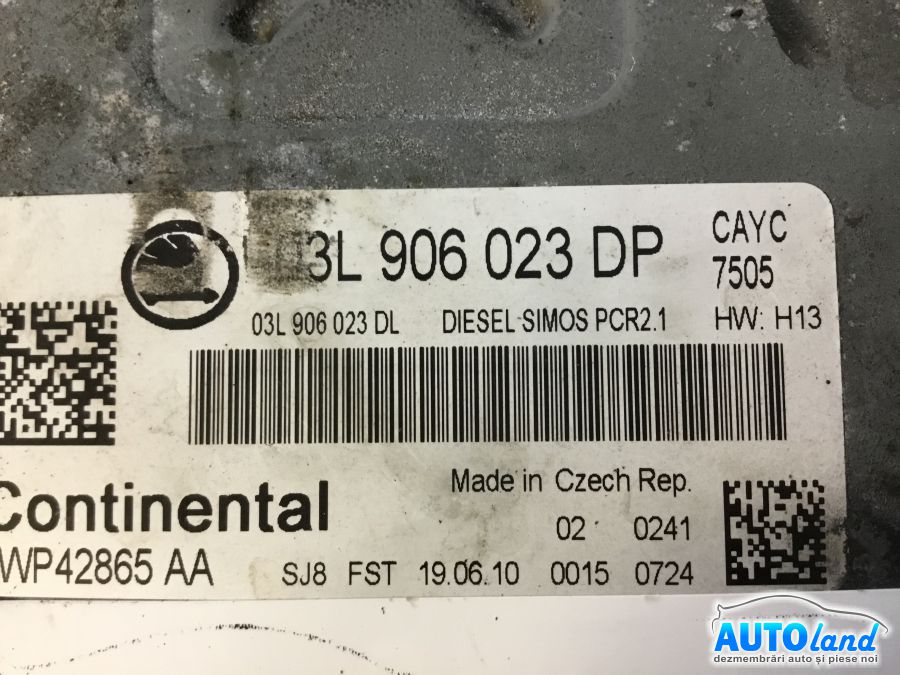 03L 906 023 DP
CAYC
7505
03L 906 023 DL DIESEL SIMOS PCR2.1 HW: H13
Continental
Made in Czech Rep.
02 0241
WP42865 AA SJ8 FST 19.06.10 0015 0724
AUTOland
dezmembrări auto și piese noi